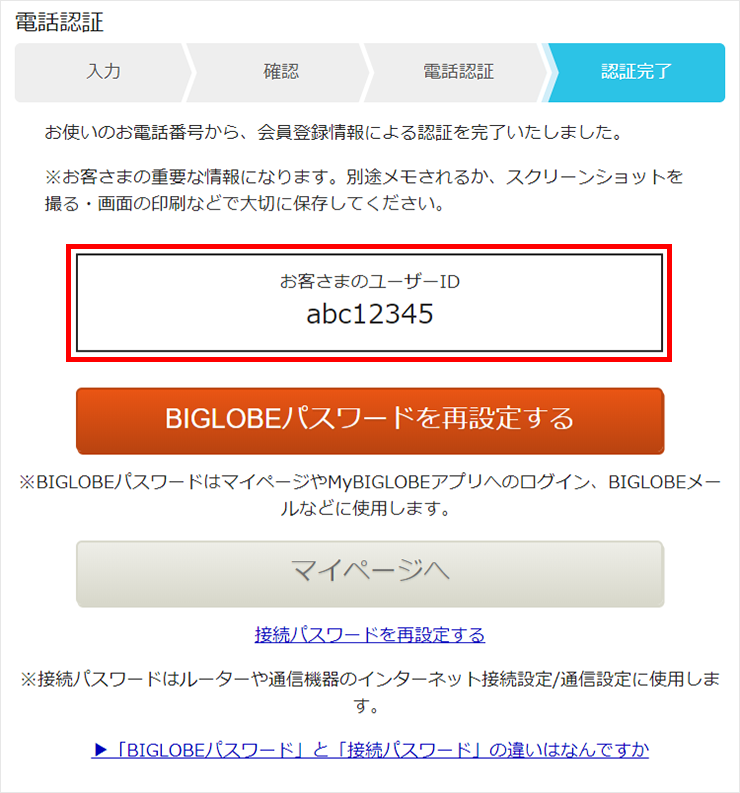 電話認証
入力
確認
電話認証
認証完了
お使いのお電話番号から、会員登録情報による認証を完了いたしました。
※お客さまの重要な情報になります。別途メモされるか、スクリーンショットを
撮る・画面の印刷などで大切に保存してください。
お客さまのユーザーID
abc12345
BIGLOBEパスワードを再設定する
※BIGLOBEパスワードはマイページやMyBIGLOBEアプリへのログイン、BIGLOBEメー
ルなどに使用します。
マイページへ
接続パスワードを再設定する
※接続パスワードはルーターや通信機器のインターネット接続設定/通信設定に使用しま
す。
▶「BIGLOBEパスワード」と「接続パスワード」の違いはなんですか